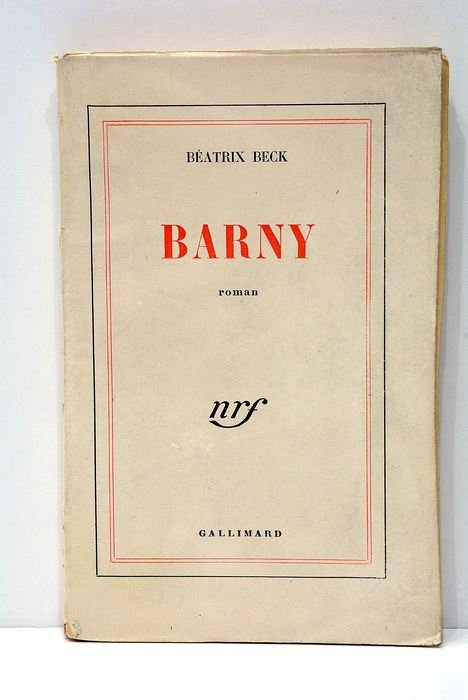 BÉATRIX BECK
BARNY
roman
nrf
GALLIMARD